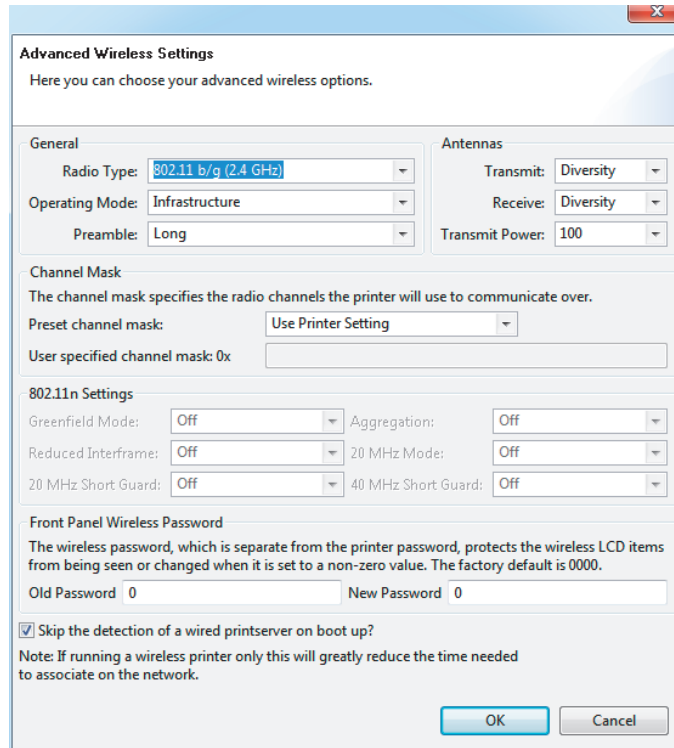 Advanced Wireless Settings
Here you can choose your advanced wireless options.
General
Radio Type: 802.11 b/g (2.4 GHz)
Operating Mode: Infrastructure
Preamble: Long
Antennas
Transmit: Diversity
Receive: Diversity
Transmit Power: 100
Channel Mask
The channel mask specifies the radio channels the printer will use to communicate over.
Preset channel mask: Use Printer Setting
User specified channel mask: 0x
802.11n Settings
Greenfield Mode: Off Aggregation: Off
Reduced Interframe: Off 20 MHz Mode: Off
20 MHz Short Guard: Off 40 MHz Short Guard: Off
Front Panel Wireless Password
The wireless password, which is separate from the printer password, protects the wireless LCD items
from being seen or changed when it is set to a non-zero value. The factory default is 0000.
Old Password 0 New Password 0
Skip the detection of a wired printserver on boot up?
Note: If running a wireless printer only this will greatly reduce the time needed
to associate on the network.
OK Cancel